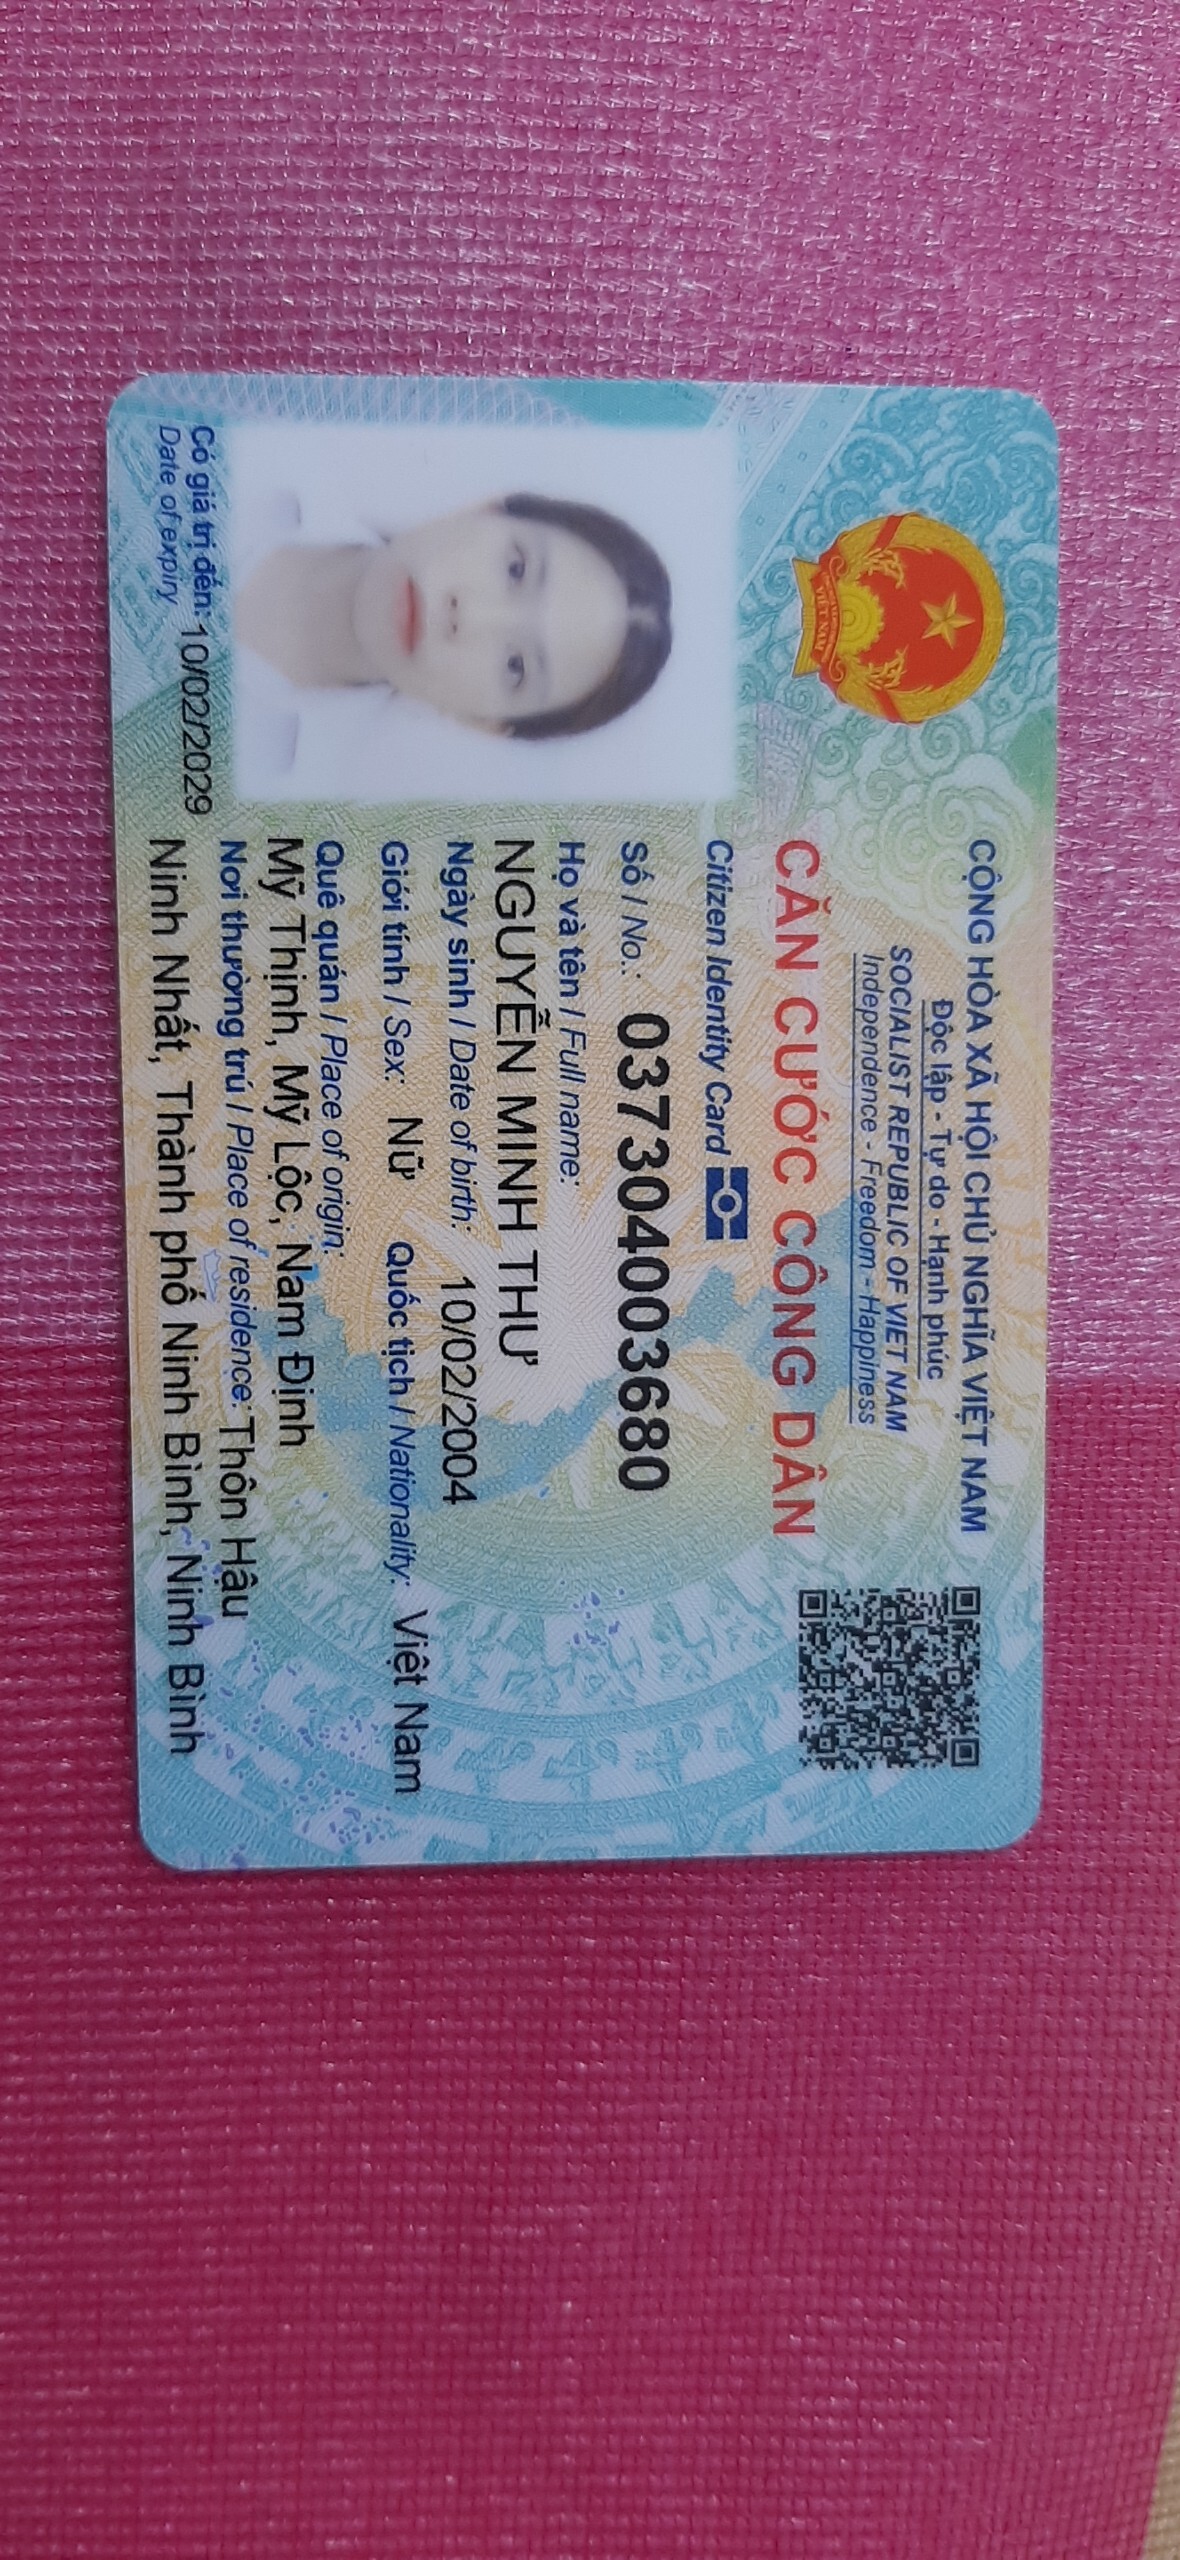 CỘNG HÒA XÃ HỘI CHỦ NGHĨA VIỆT NAM
Độc lập - Tự do - Hạnh phúc
SOCIALIST REPUBLIC OF VIET NAM
Independence - Freedom - Happiness
CĂN CƯỚC CÔNG DÂN
Citizen Identity Card
Số / No.: 037304003680
Họ và tên / Full name:
NGUYỄN MINH THƯ
Ngày sinh / Date of birth: 10/02/2004
Giới tính / Sex: Nữ Quốc tịch / Nationality: Việt Nam
Quê quán / Place of origin:
Mỹ Thịnh, Mỹ Lộc, Nam Định
Nơi thường trú / Place of residence: Thôn Hậu
Ninh Nhất, Thành phố Ninh Bình, Ninh Bình
Có giá trị đến: 10/02/2029
Date of expiry
VIỆT NAM